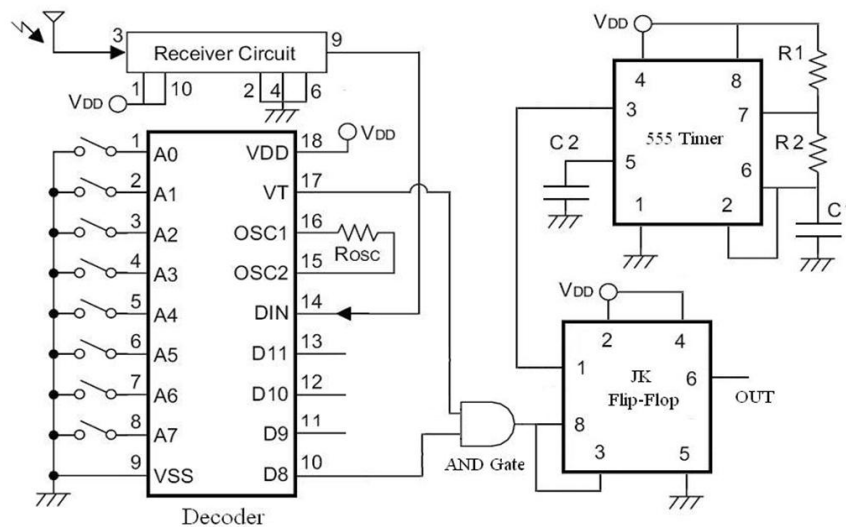 3 Receiver Circuit 9
1 10 2 4 6
VDD
1 A0 VDD 18 VDD
2 A1 VT 17
3 A2 OSC1 16
ROSC
4 A3 OSC2 15
5 A4 DIN 14
6 A5 D11 13
7 A6 D10 12
8 A7 D9 11
9 VSS D8 10
Decoder
AND Gate
VDD
4 8 R1
3 7
555 Timer
C2 5 R2
6
1 2
VDD
2 4
1 JK 6
Flip-Flop OUT
8
3 5